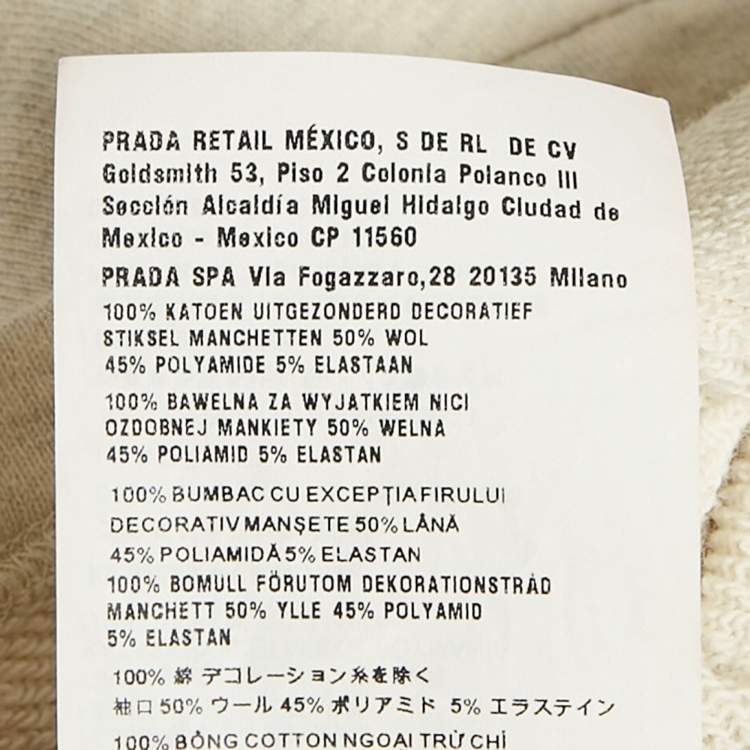 PRADA RETAIL MÉXICO, S DE RL DE CV
Goldsmith 53, Piso 2 Colonia Polanco III
Sección Alcaldía Miguel Hidalgo Ciudad de
Mexico - Mexico CP 11560
PRADA SPA Via Fogazzaro,28 20135 Milano
100% KATOEN UITGEZONDERD DECORATIEF
STIKSEL MANCHETTEN 50% WOL
45% POLYAMIDE 5% ELASTAAN
100% BAWELNA ZA WYJATKIEM NICI
OZDOBNEJ MANKIETY 50% WELNA
45% POLIAMID 5% ELASTAN
100% BUMBAC CU EXCEPȚIA FIRULUI
DECORATIV MANȘETE 50% LÂNĂ
45% POLIAMIDĂ 5% ELASTAN
100% BOMULL FÖRUTOM DEKORATIONSTRÅD
MANCHETT 50% YLLE 45% POLYAMID
5% ELASTAN
100% 綿 デコレーション糸を除く
袖口 50% ウール 45% ポリアミド 5% エラステイン
100% BÔNG COTTON NGOẠI TRỪ CHỈ